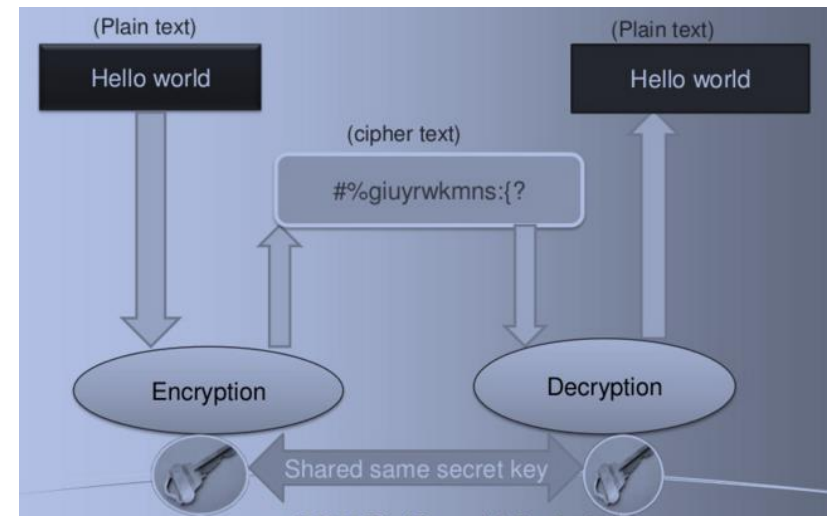 (Plain text)
Hello world
(Plain text)
Hello world
(cipher text)
#%giuyrwkmns:{?
Encryption
Decryption
Shared same secret key